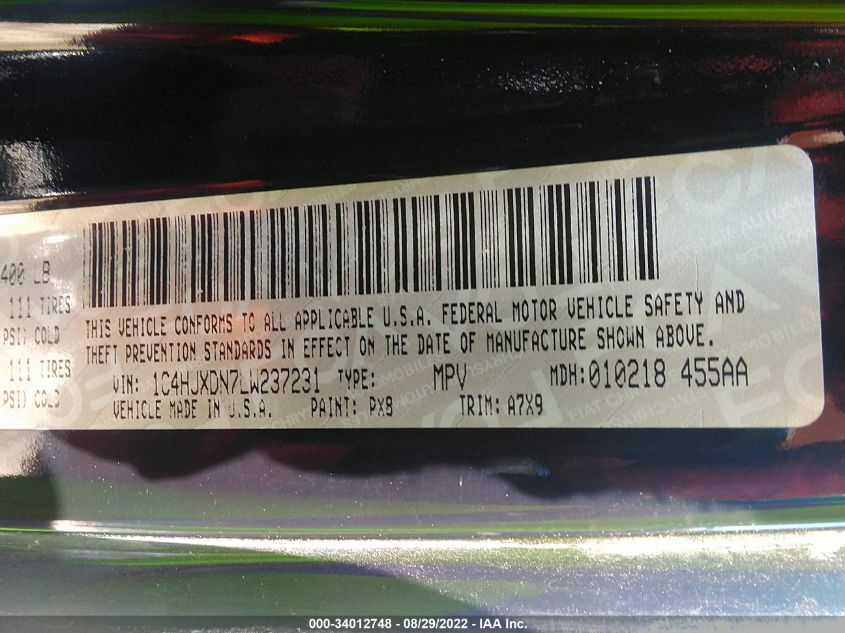 400 LB
111 TIRES
PSI) COLD
111 TIRES
PSI) COLD
THIS VEHICLE CONFORMS TO ALL APPLICABLE U.S.A. FEDERAL MOTOR VEHICLE SAFETY AND
THEFT PREVENTION STANDARDS IN EFFECT ON THE DATE OF MANUFACTURE SHOWN ABOVE.
VIN: 1C4HJXDN7LW237231 TYPE: MPV MDH:010218 455AA
VEHICLE MADE IN U.S.A. PAINT: PX8 TRIM: A7X9
000-34012748 - 08/29/2022 - IAA Inc.